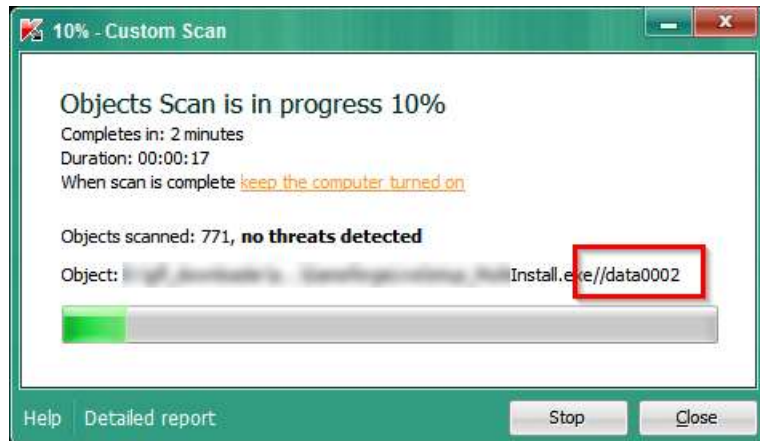 10% - Custom Scan
Objects Scan is in progress 10%
Completes in: 2 minutes
Duration: 00:00:17
When scan is complete keep the computer turned on
Objects scanned: 771, no threats detected
Object: Install.exe//data0002
Help Detailed report Stop Close